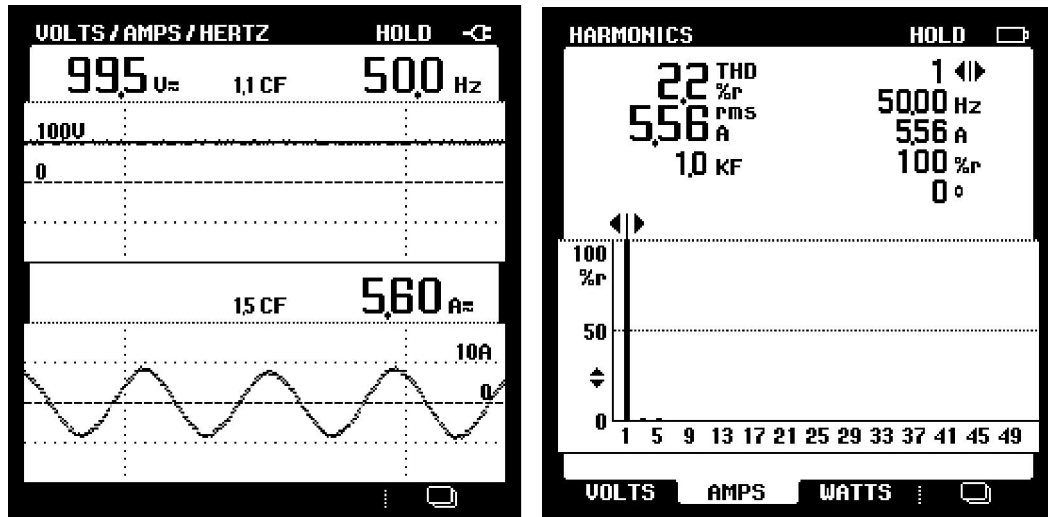 VOLTS/AMPS/HERTZ HOLD
99,5 V≂ 1,1 CF 50,0 Hz
100V
0
1,5 CF 5,60 A≂
10A
0
HARMONICS HOLD
2,2 THD %r 1
5,56 rms A 50,00 Hz
5,56 A
1,0 KF 100 %r
0 °
100
%r
50
0
1 5 9 13 17 21 25 29 33 37 41 45 49
VOLTS AMPS WATTS